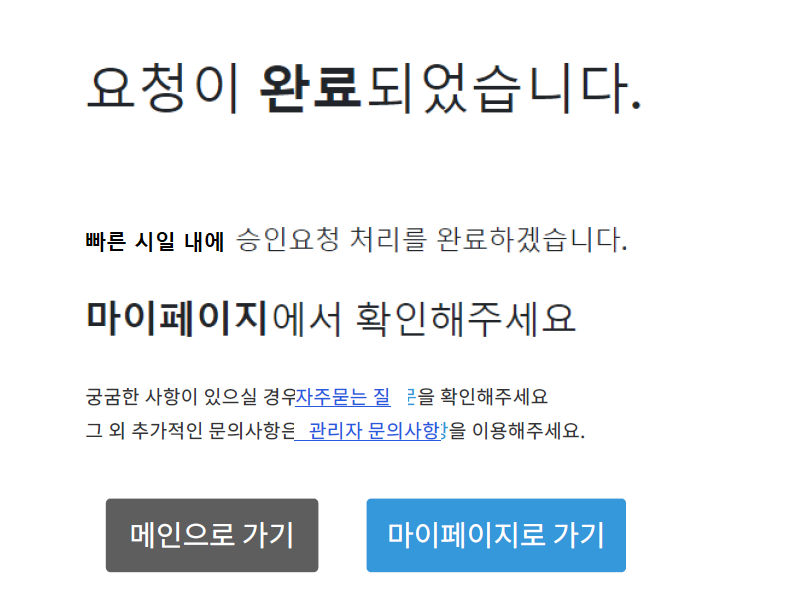 요청이 완료되었습니다.
빠른 시일 내에 승인요청 처리를 완료하겠습니다.
마이페이지에서 확인해주세요
궁굼한 사항이 있으실 경우자주묻는 질 문을 확인해주세요
그 외 추가적인 문의사항은 관리자 문의사항을 이용해주세요.
메인으로 가기
마이페이지로 가기